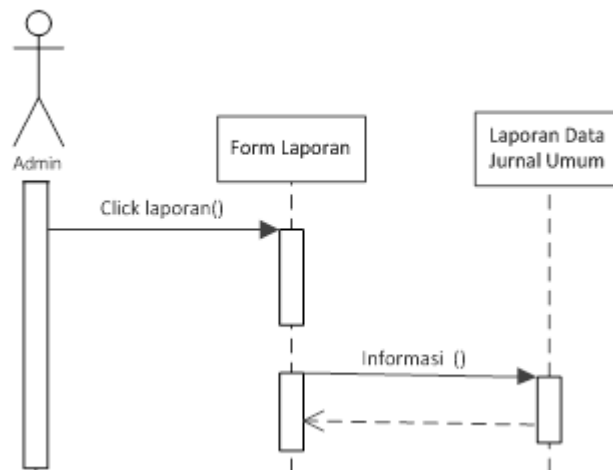 Admin
Form Laporan
Laporan Data
Jurnal Umum
Click laporan()
Informasi ()